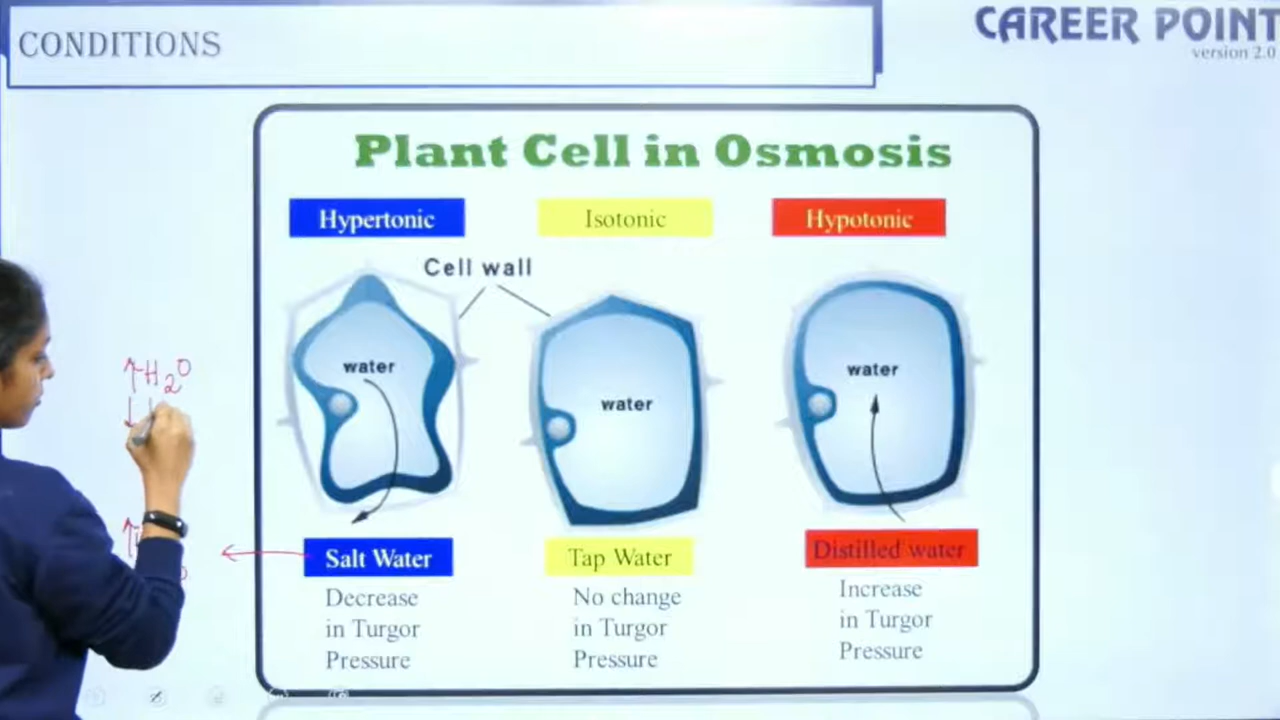 CONDITIONS
CAREER POINT
version 2.0
Plant Cell in Osmosis
Hypertonic
Isotonic
Hypotonic
Cell wall
water
water
water
↑H₂O
Salt Water
Tap Water
Distilled water
Decrease
in Turgor
Pressure
No change
in Turgor
Pressure
Increase
in Turgor
Pressure